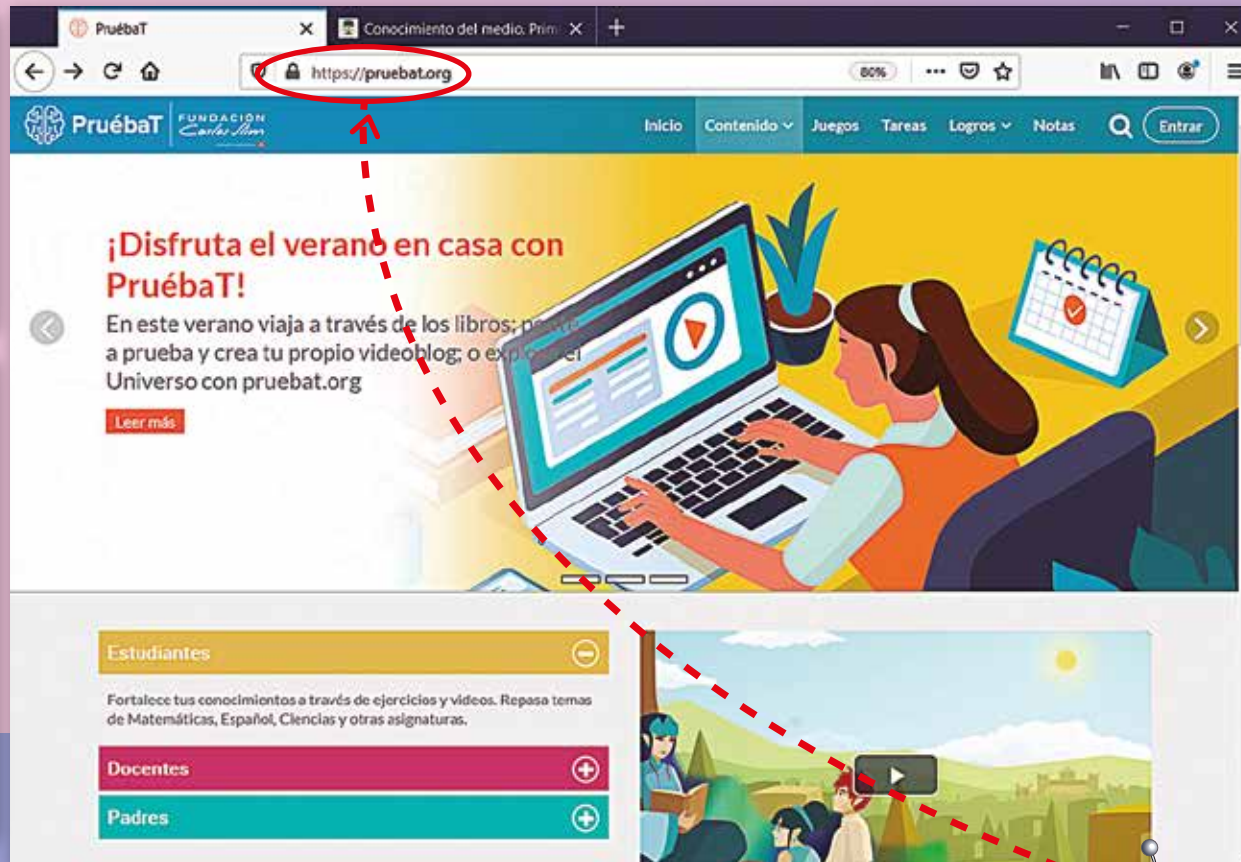 PruébaT
Conocimiento del medio. Prim
https://pruebat.org
80%
PruébaT
FUNDACIÓN
Carlos Slim
Inicio Contenido Juegos Tareas Logros Notas Entrar
¡Disfruta el verano en casa con
PruébaT!
En este verano viaja a través de los libros;
a prueba y crea tu propio videoblog; o
Universo con pruebat.org
Leer más
Estudiantes
Fortalece tus conocimientos a través de ejercicios y videos. Repasa temas
de Matemáticas, Español, Ciencias y otras asignaturas.
Docentes
Padres